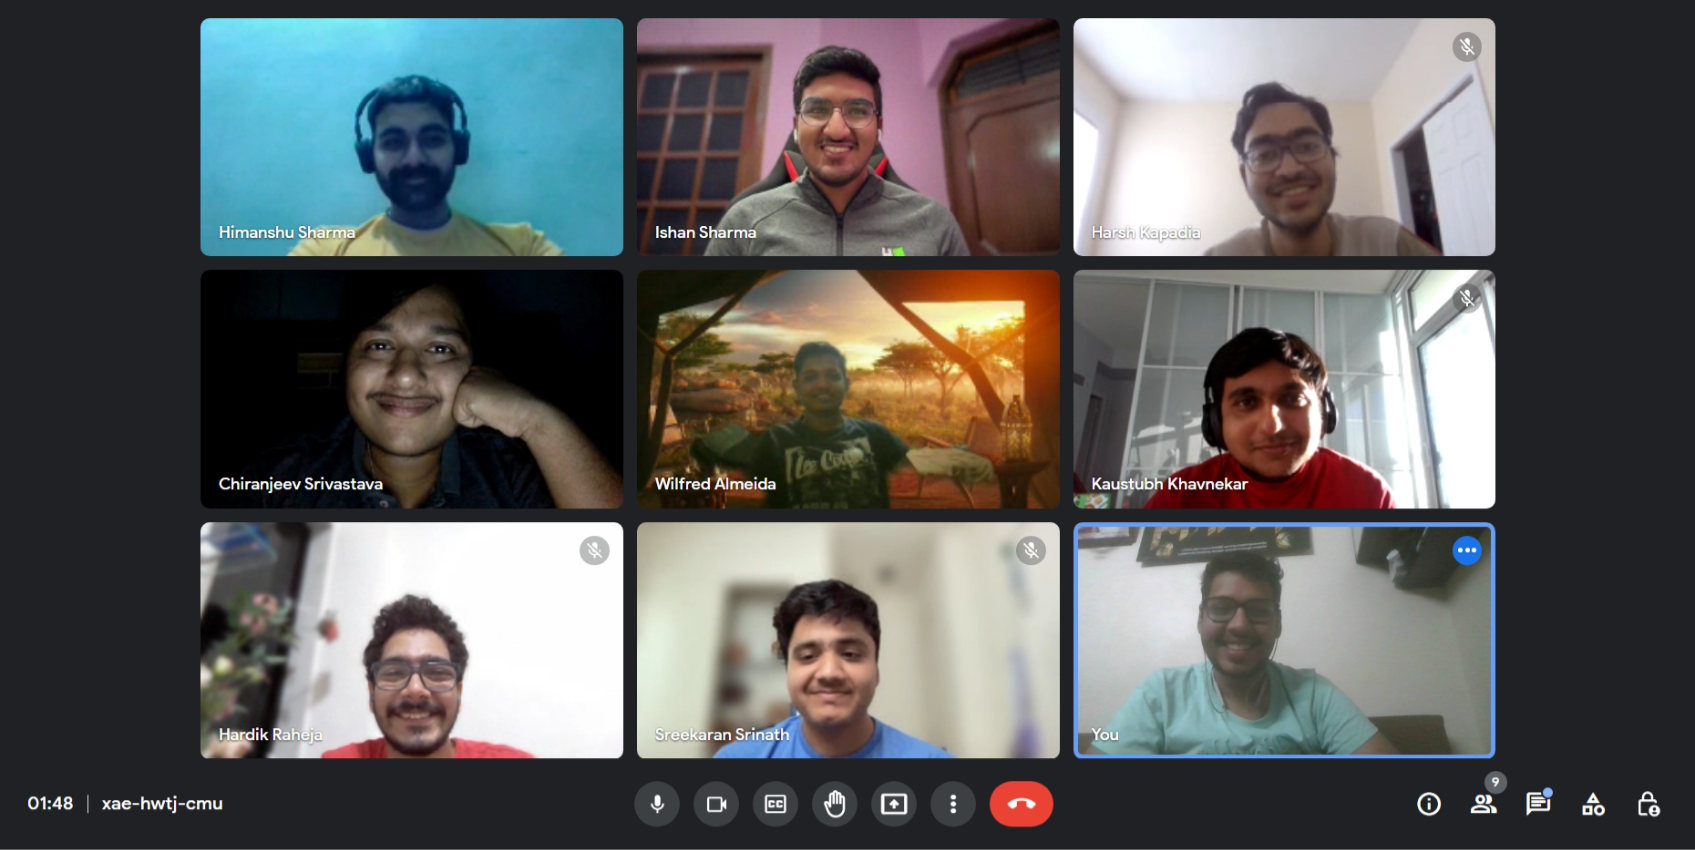 Himanshu Sharma
Ishan Sharma
Harsh Kapadia
Chiranjeev Srivastava
Wilfred Almeida
Kaustubh Khavnekar
Hardik Raheja
Sreekaran Srinath
You
9
01:48 | xae-hwtj-cmu
CC